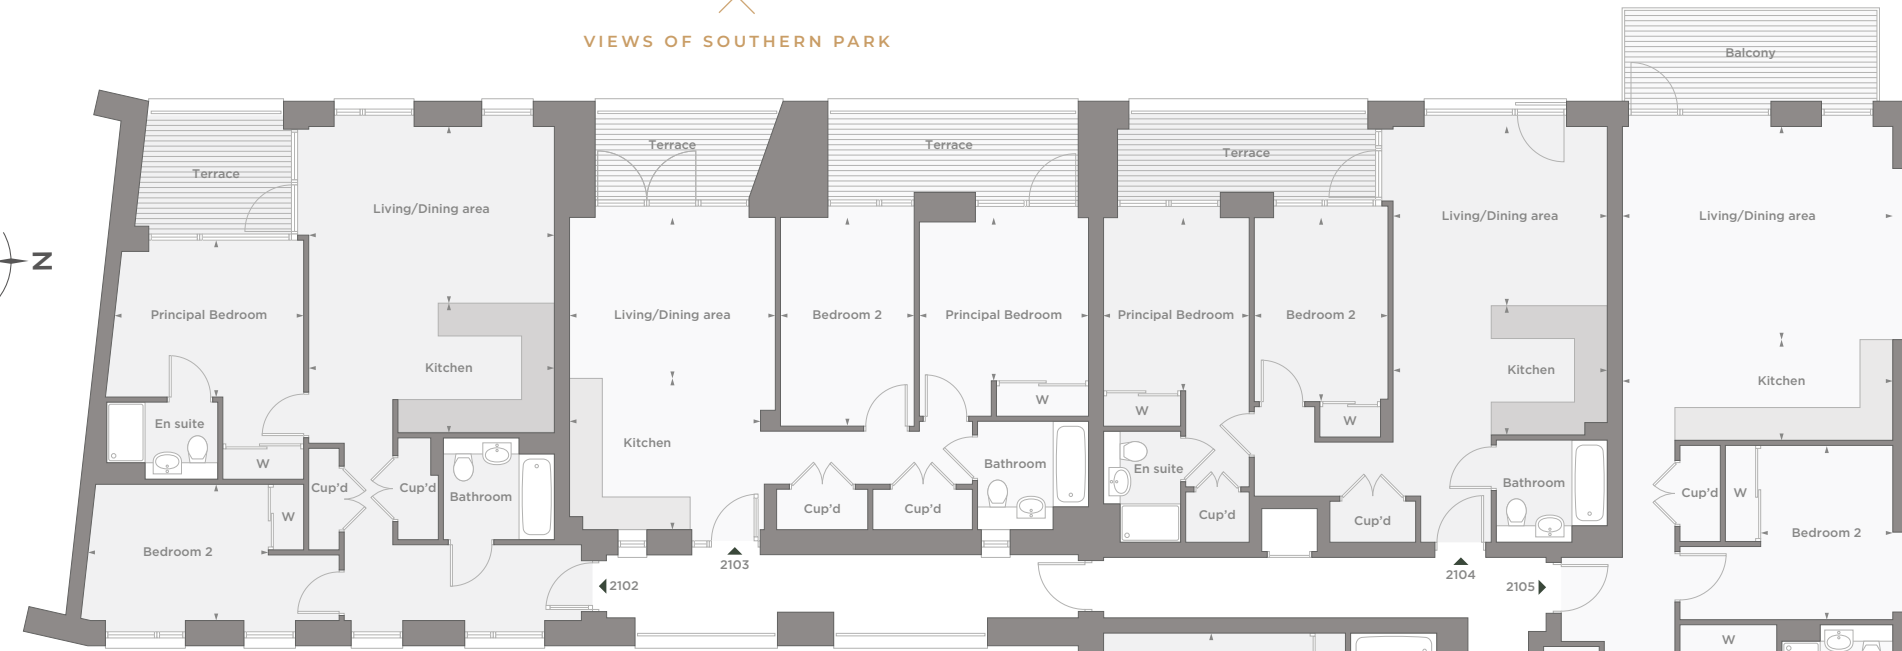 VIEWS OF SOUTHERN PARK
Balcony
Terrace
Terrace
Terrace
Terrace
Living/Dining area
Living/Dining area
Living/Dining area
N
Principal Bedroom
Living/Dining area
Bedroom 2
Principal Bedroom
Principal Bedroom
Bedroom 2
Kitchen
Kitchen
Kitchen
W
W
W
En suite
Kitchen
W
Cup'd
Cup'd
Bathroom
Bathroom
En suite
Bathroom
Cup'd
W
W
Cup'd
Cup'd
Cup'd
Cup'd
Bedroom 2
Bedroom 2
2103
2104
2102
2105
W